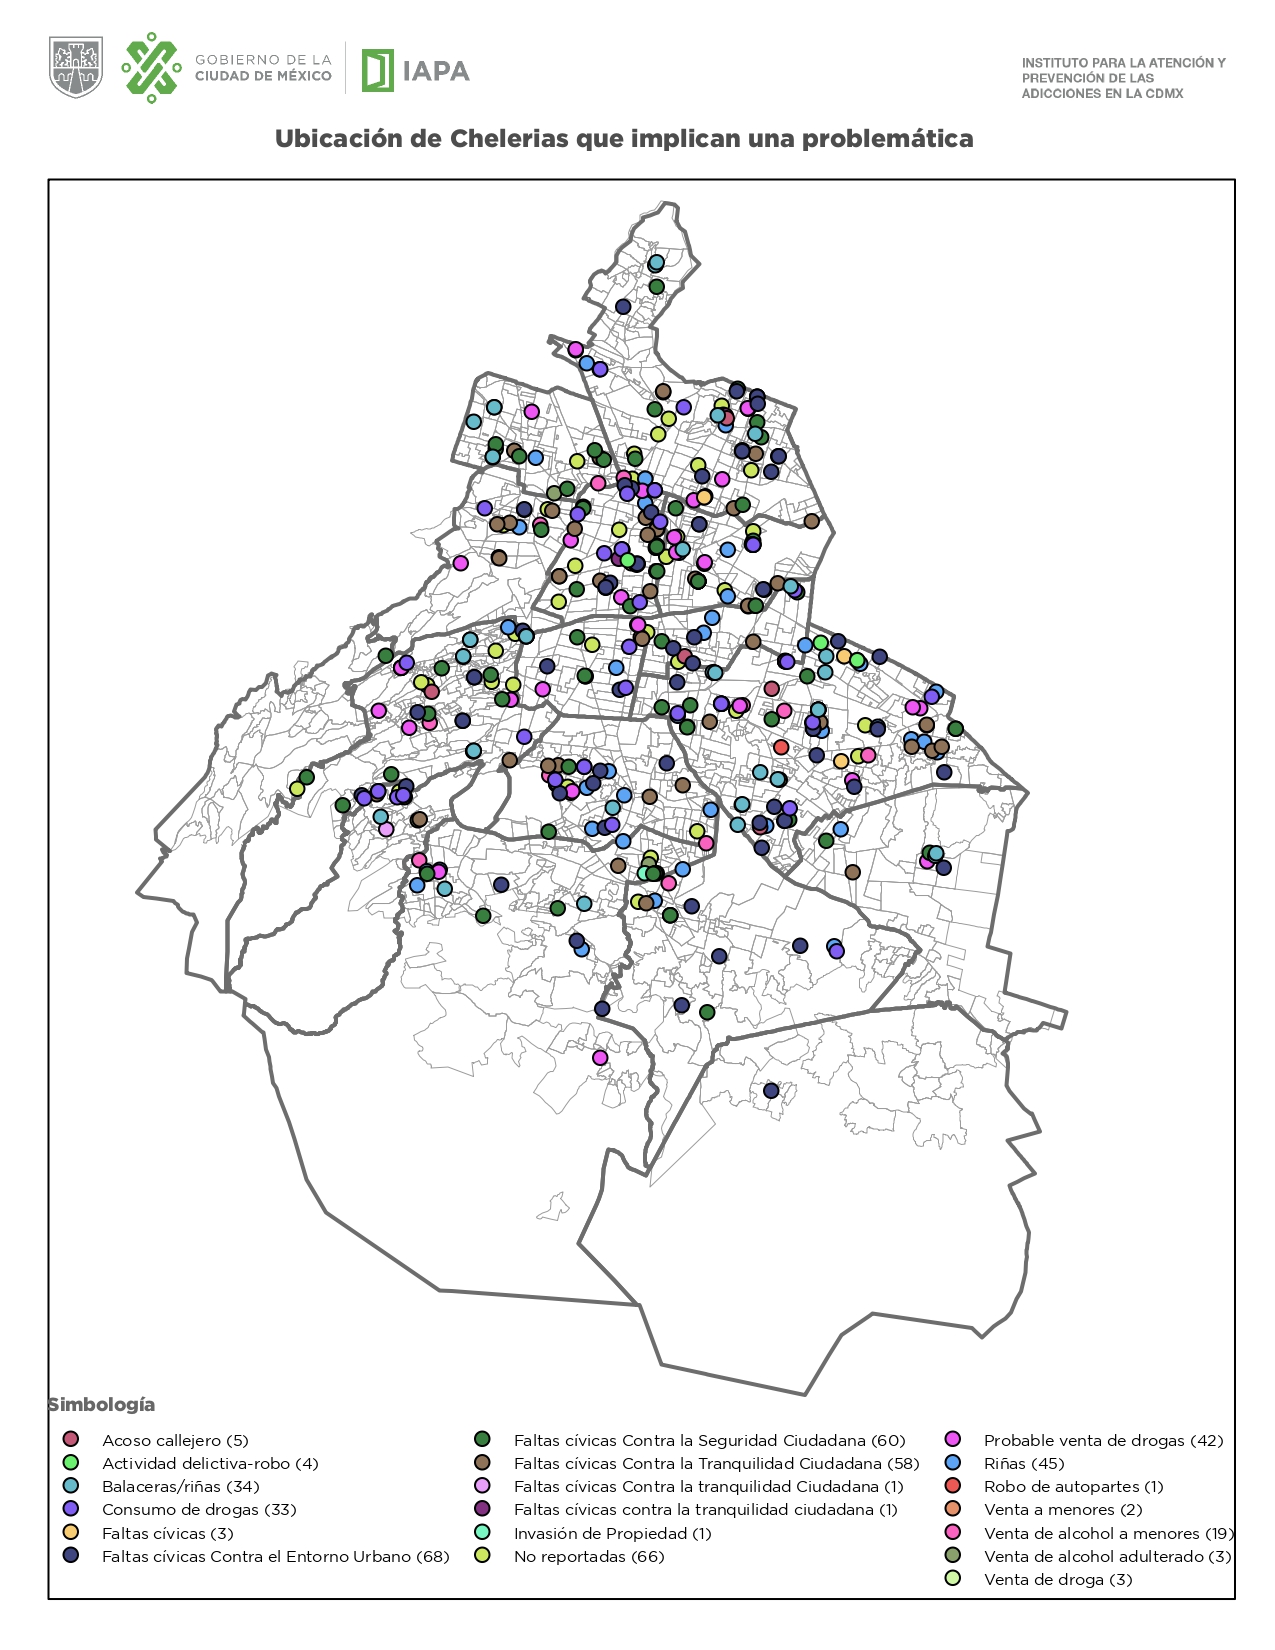 GOBIERNO DE LA
CIUDAD DE MÉXICO
IAPA
INSTITUTO PARA LA ATENCIÓN Y
PREVENCIÓN DE LAS
ADICCIONES EN LA CDMX
Ubicación de Chelerias que implican una problemática
Simbología
Acoso callejero (5)
Actividad delictiva-robo (4)
Balaceras/riñas (34)
Consumo de drogas (33)
Faltas cívicas (3)
Faltas cívicas Contra el Entorno Urbano (68)
Faltas cívicas Contra la Seguridad Ciudadana (60)
Faltas cívicas Contra la Tranquilidad Ciudadana (58)
Faltas cívicas Contra la tranquilidad Ciudadana (1)
Faltas cívicas contra la tranquilidad ciudadana (1)
Invasión de Propiedad (1)
No reportadas (66)
Probable venta de drogas (42)
Riñas (45)
Robo de autopartes (1)
Venta a menores (2)
Venta de alcohol a menores (19)
Venta de alcohol adulterado (3)
Venta de droga (3)